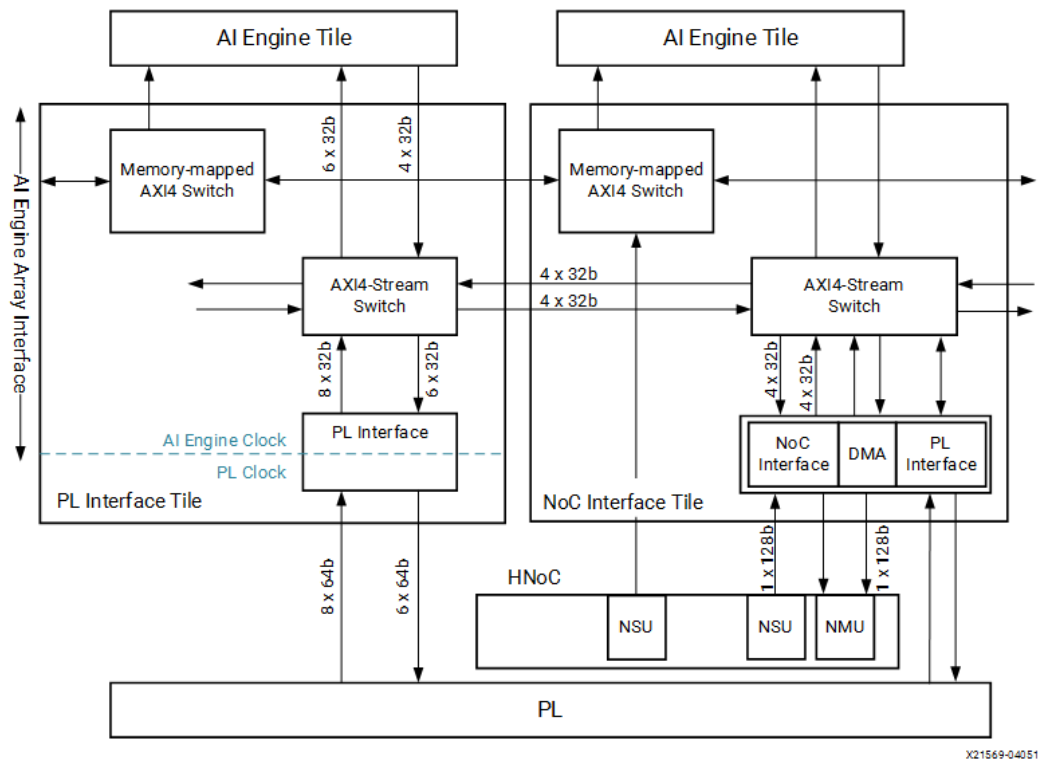 AI Engine Tile
AI Engine Tile
6 x 32b
4 x 32b
Memory-mapped
AXI4 Switch
Memory-mapped
AXI4 Switch
AI Engine Array Interface
AXI4-Stream
Switch
4 x 32b
4 x 32b
AXI4-Stream
Switch
8 x 32b
6 x 32b
4 x 32b
4 x 32b
PL Interface
AI Engine Clock
PL Clock
NoC
Interface
DMA
PL
Interface
PL Interface Tile
NoC Interface Tile
8 x 64b
6 x 64b
1 x 128b
1 x 128b
HNoC
NSU
NSU
NMU
PL
X21569-04051